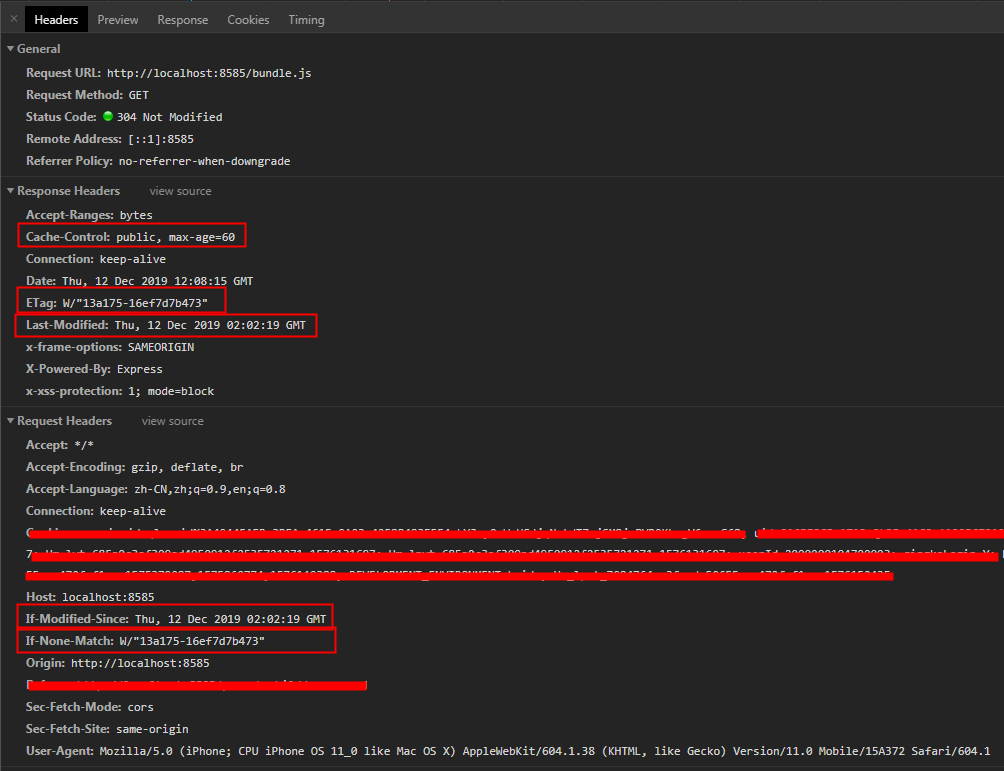 × Headers Preview Response Cookies Timing
General
Request URL: http://localhost:8585/bundle.js
Request Method: GET
Status Code: 304 Not Modified
Remote Address: [::1]:8585
Referrer Policy: no-referrer-when-downgrade
Response Headers view source
Accept-Ranges: bytes
Cache-Control: public, max-age=60
Connection: keep-alive
Date: Thu, 12 Dec 2019 12:08:15 GMT
ETag: W/"13a175-16ef7d7b473"
Last-Modified: Thu, 12 Dec 2019 02:02:19 GMT
x-frame-options: SAMEORIGIN
X-Powered-By: Express
x-xss-protection: 1; mode=block
Request Headers view source
Accept: */*
Accept-Encoding: gzip, deflate, br
Accept-Language: zh-CN,zh;q=0.9,en;q=0.8
Connection: keep-alive
Host: localhost:8585
If-Modified-Since: Thu, 12 Dec 2019 02:02:19 GMT
If-None-Match: W/"13a175-16ef7d7b473"
Origin: http://localhost:8585
Sec-Fetch-Mode: cors
Sec-Fetch-Site: same-origin
User-Agent: Mozilla/5.0 (iPhone; CPU iPhone OS 11_0 like Mac OS X) AppleWebKit/604.1.38 (KHTML, like Gecko) Version/11.0 Mobile/15A372 Safari/604.1